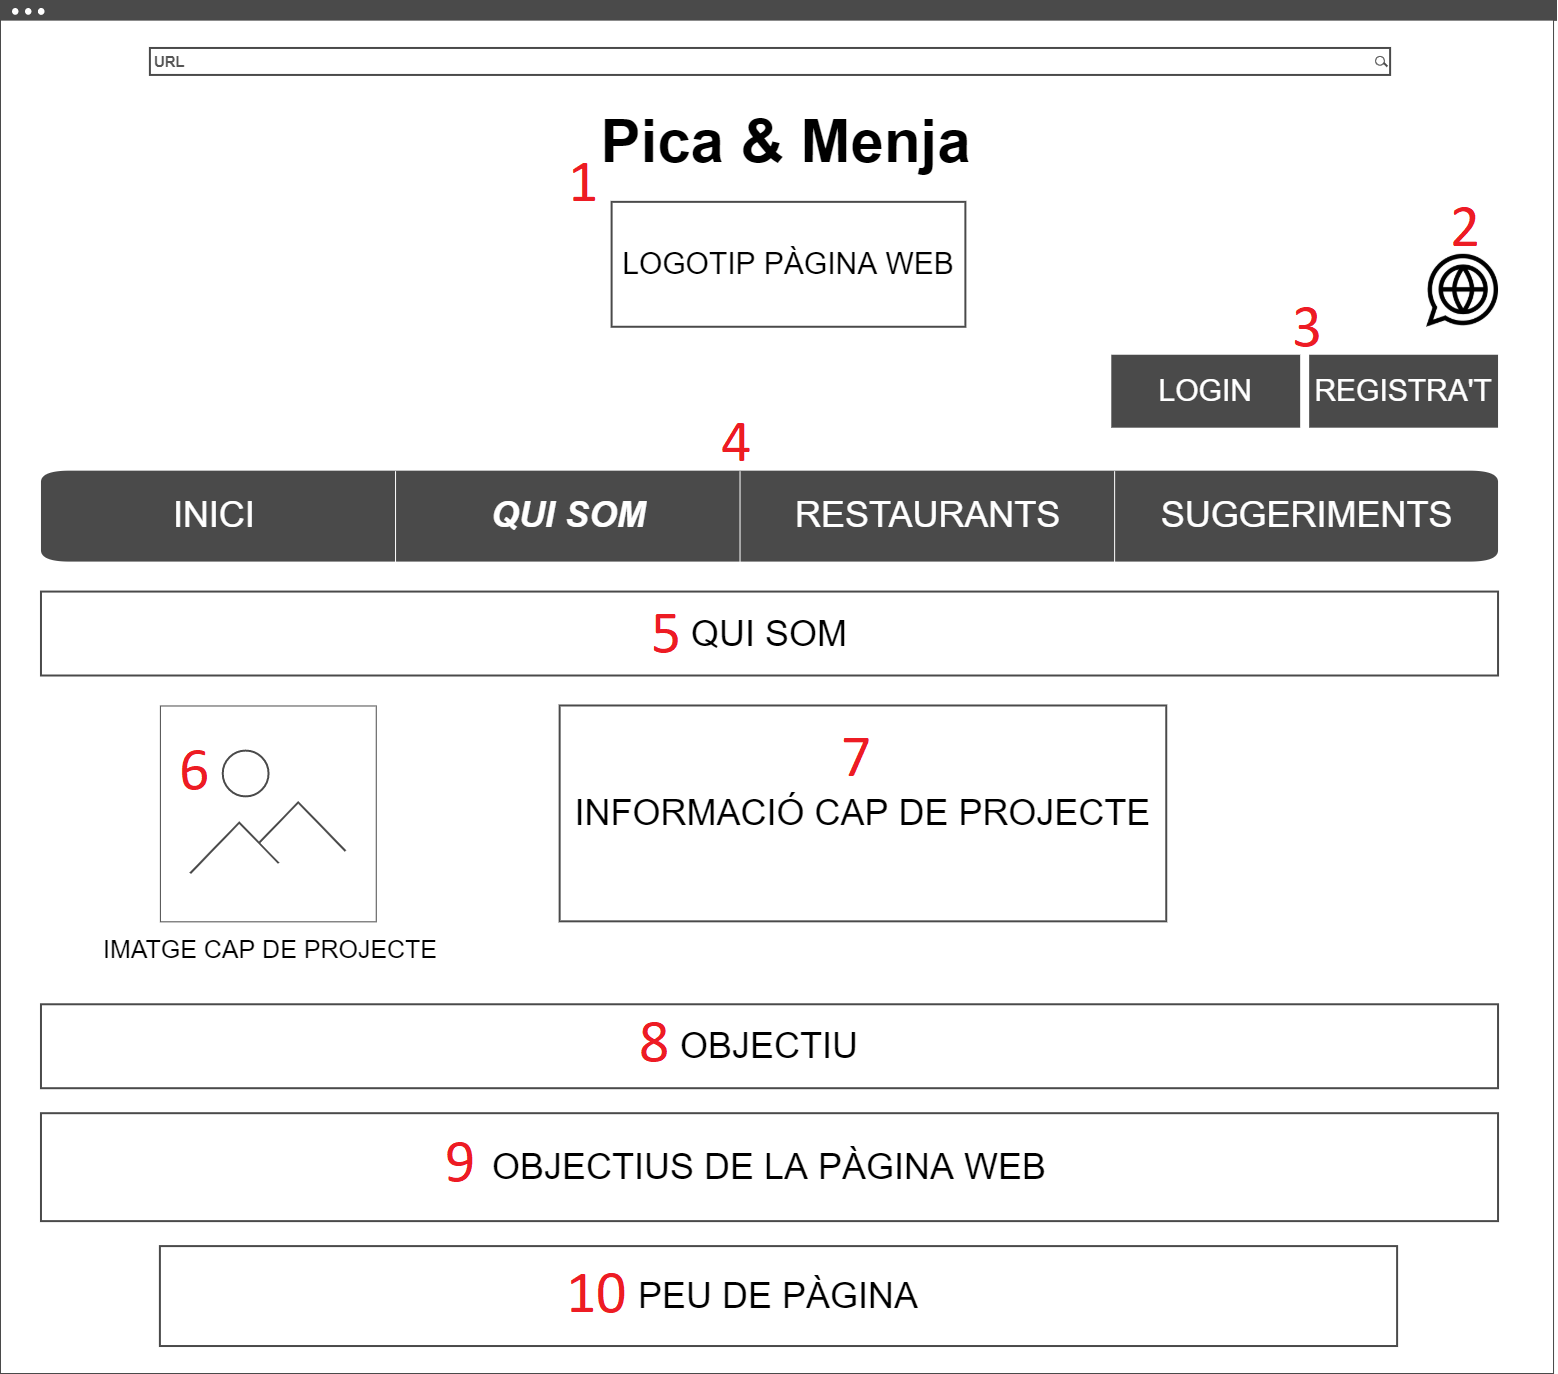 URL
Pica & Menja
1
LOGOTIP PÀGINA WEB
2
3
LOGIN
REGISTRA'T
4
INICI
QUI SOM
RESTAURANTS
SUGGERIMENTS
5 QUI SOM
6
7
INFORMACIÓ CAP DE PROJECTE
IMATGE CAP DE PROJECTE
8 OBJECTIU
9 OBJECTIUS DE LA PÀGINA WEB
10 PEU DE PÀGINA